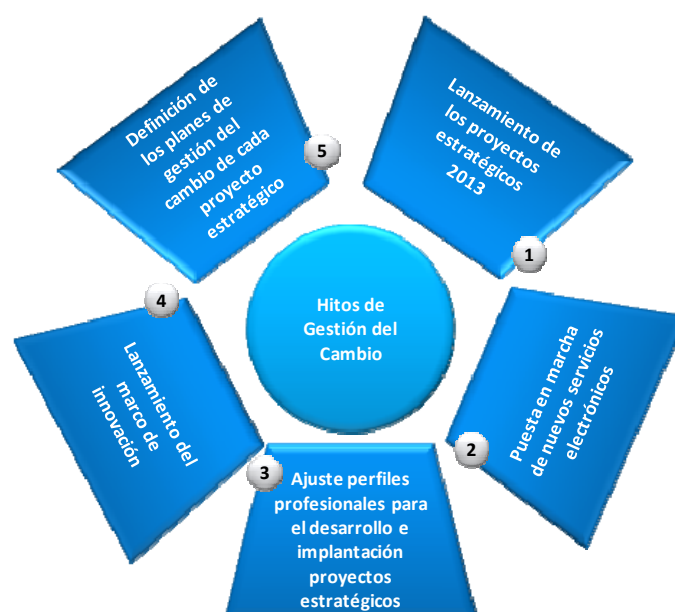 Hitos de
Gestión del
Cambio
Lanzamiento de
los proyectos
estratégicos
2013
1
Puesta en marcha
de nuevos servicios
electrónicos
2
3
Ajuste perfiles
profesionales para
el desarrollo e
implantación
proyectos
estratégicos
4
Lanzamiento del
marco de
innovación
5
Definición de
los planes de
gestión del
cambio de cada
proyecto
estratégico